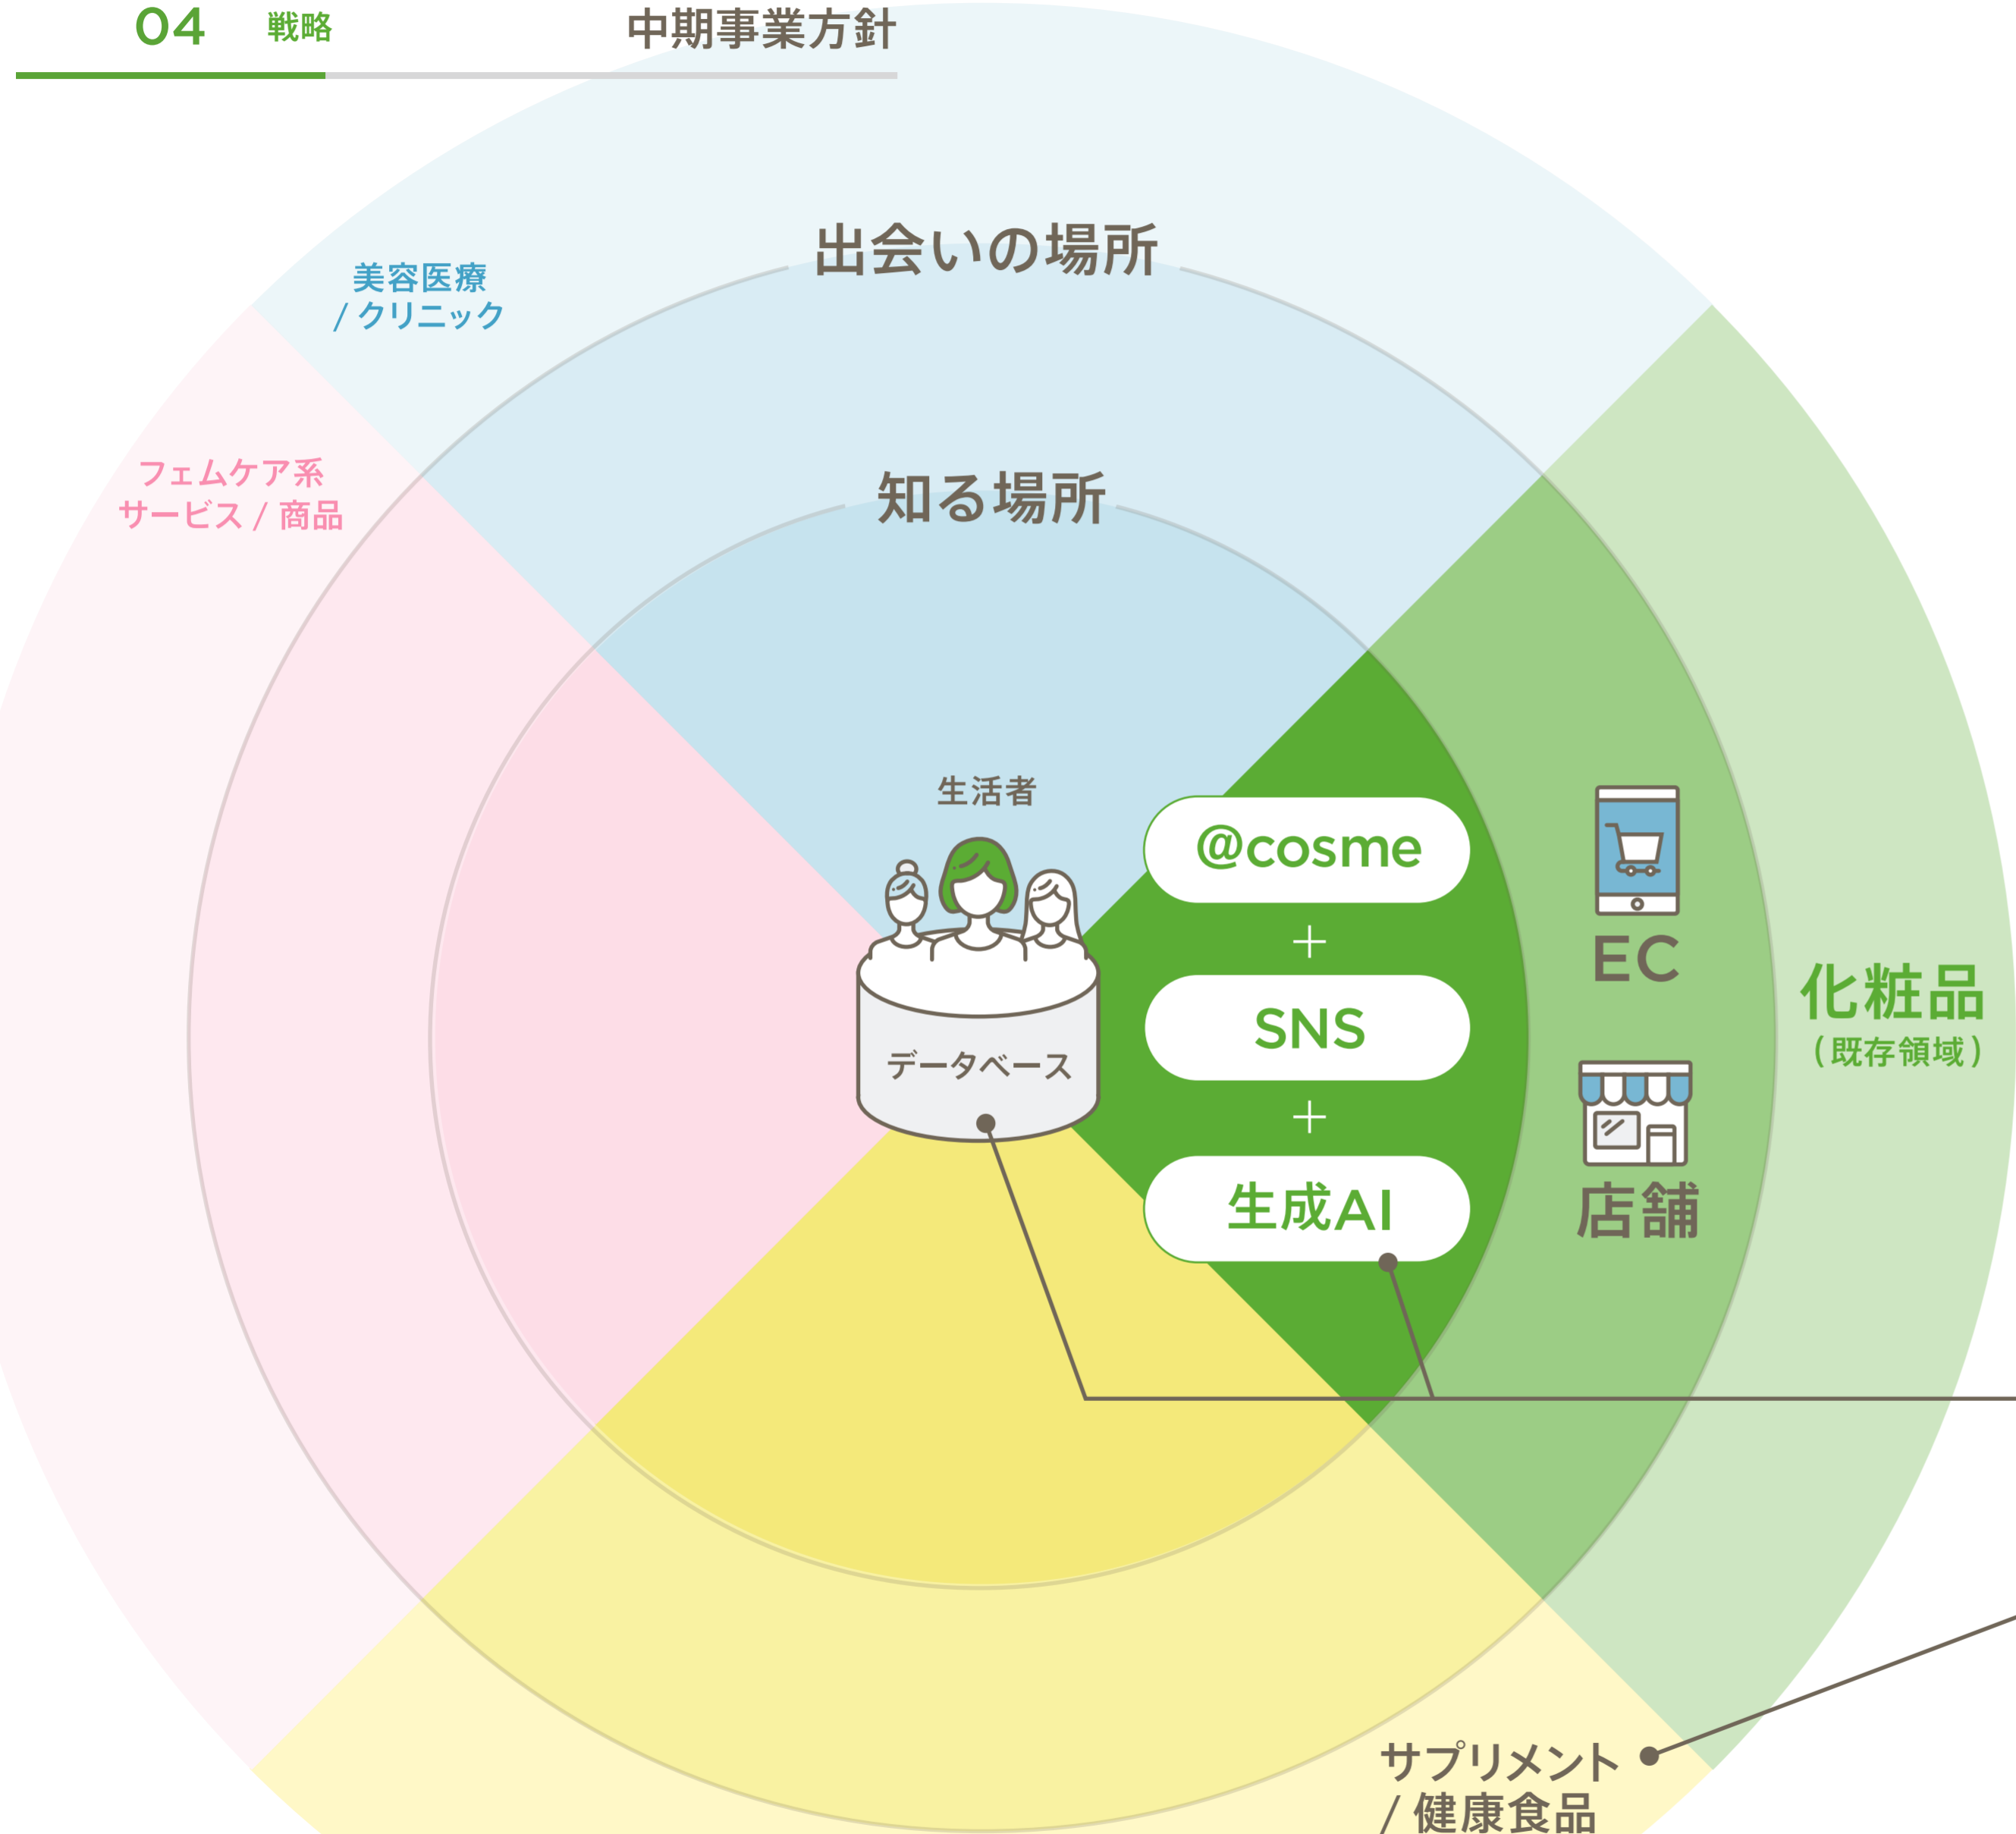 04 戦略 中期事業方針
出会いの場所
美容医療
/ クリニック
知る場所
フェムケア系
サービス / 商品
生活者
@cosme
+
EC
化粧品
(既存領域)
SNS
データベース
+
生成AI
店舗
サプリメント
/ 健康食品